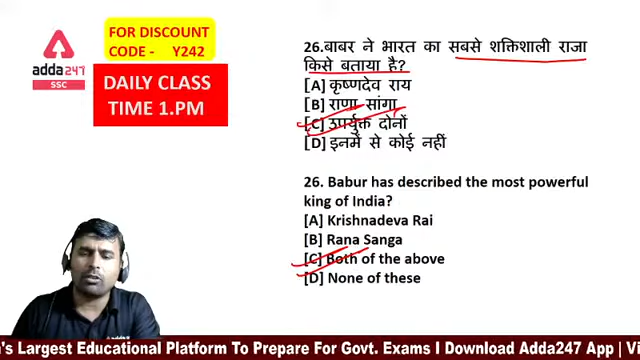 FOR DISCOUNT
CODE - Y242
adda247
SSC
DAILY CLASS
TIME 1.PM
26.बाबर ने भारत का सबसे शक्तिशाली राजा
किसे बताया है?
[A] कृष्णदेव राय
[B] राणा सांगा
[C] उपर्युक्त दोनों
[D] इनमें से कोई नहीं
26. Babur has described the most powerful
king of India?
[A] Krishnadeva Rai
[B] Rana Sanga
[C] Both of the above
[D] None of these
's Largest Educational Platform To Prepare For Govt. Exams I Download Adda247 App | Vi